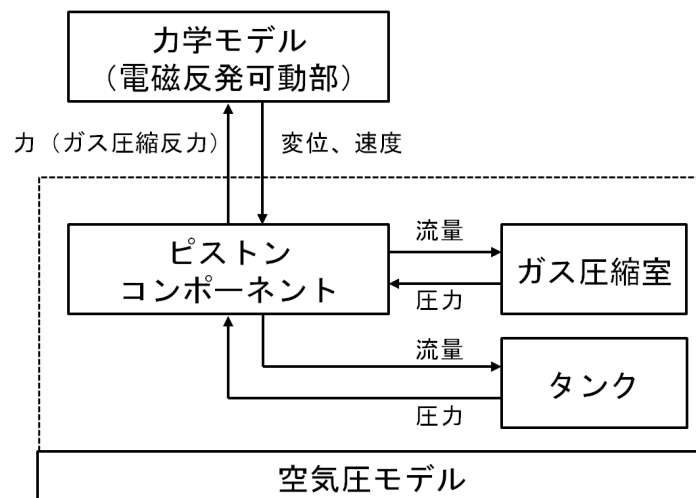 力学モデル
（電磁反発可動部）
力（ガス圧縮反力）
変位、速度
ピストン
コンポーネント
流量
圧力
ガス圧縮室
流量
圧力
タンク
空気圧モデル